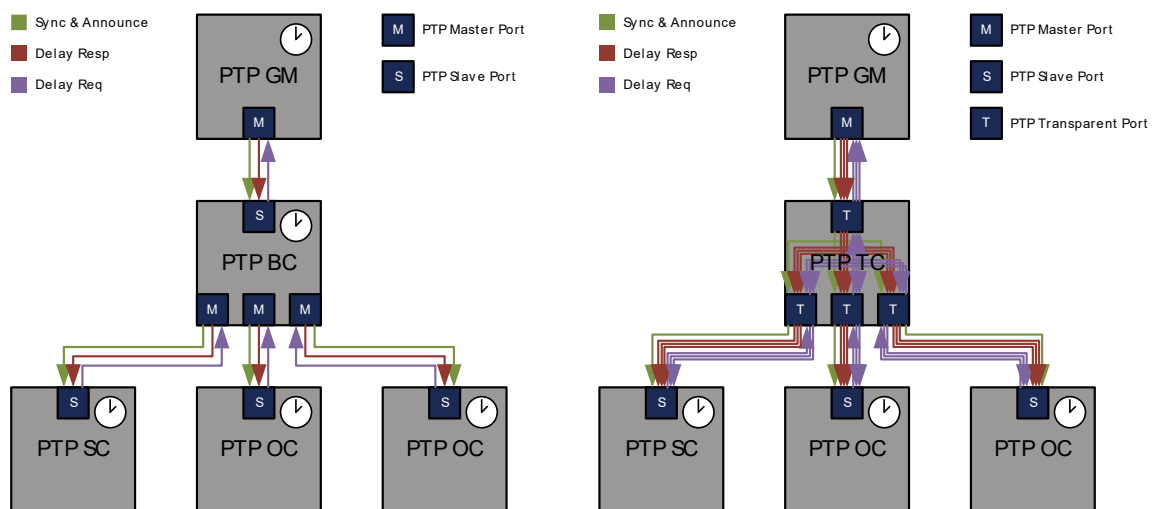 Sync & Announce
Delay Resp
Delay Req
PTP GM
M
M
PTP Master Port
S
PTP Slave Port
S
PTP BC
M
M
M
S
PTP SC
S
PTP OC
S
PTP OC
Sync & Announce
Delay Resp
Delay Req
PTP GM
M
M
PTP Master Port
S
PTP Slave Port
T
PTP Transparent Port
T
PTP TC
T
T
T
S
PTP SC
S
PTP OC
S
PTP OC